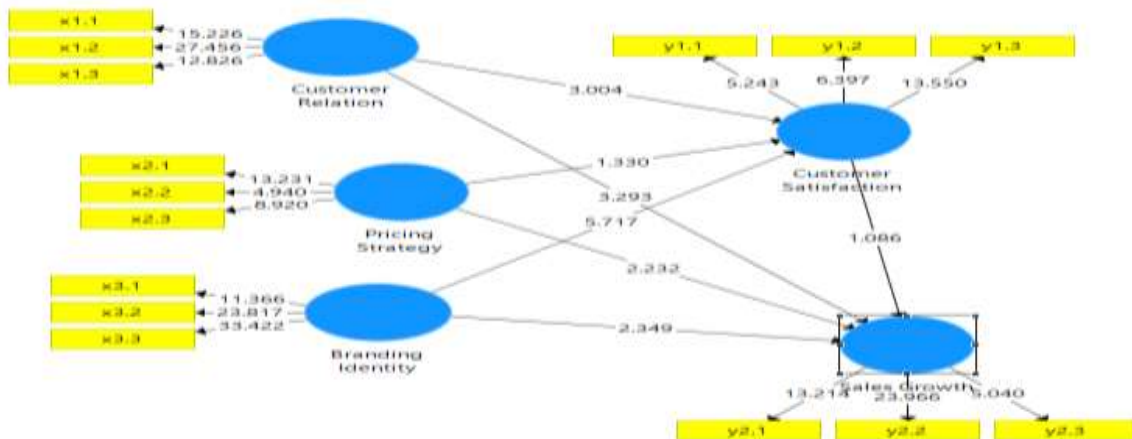 x1.1
x1.2
x1.3
15.226
27.456
12.826
Customer
Relation
y1.1
y1.2
y1.3
5.243
6.397
13.550
Customer
Satisfaction
3.004
1.330
3.293
5.717
x2.1
x2.2
x2.3
13.231
4.940
8.920
Pricing
Strategy
1.086
2.232
2.349
x3.1
x3.2
x3.3
11.366
23.817
33.422
Branding
Identity
Sales Growth
13.214
23.966
5.040
y2.1
y2.2
y2.3